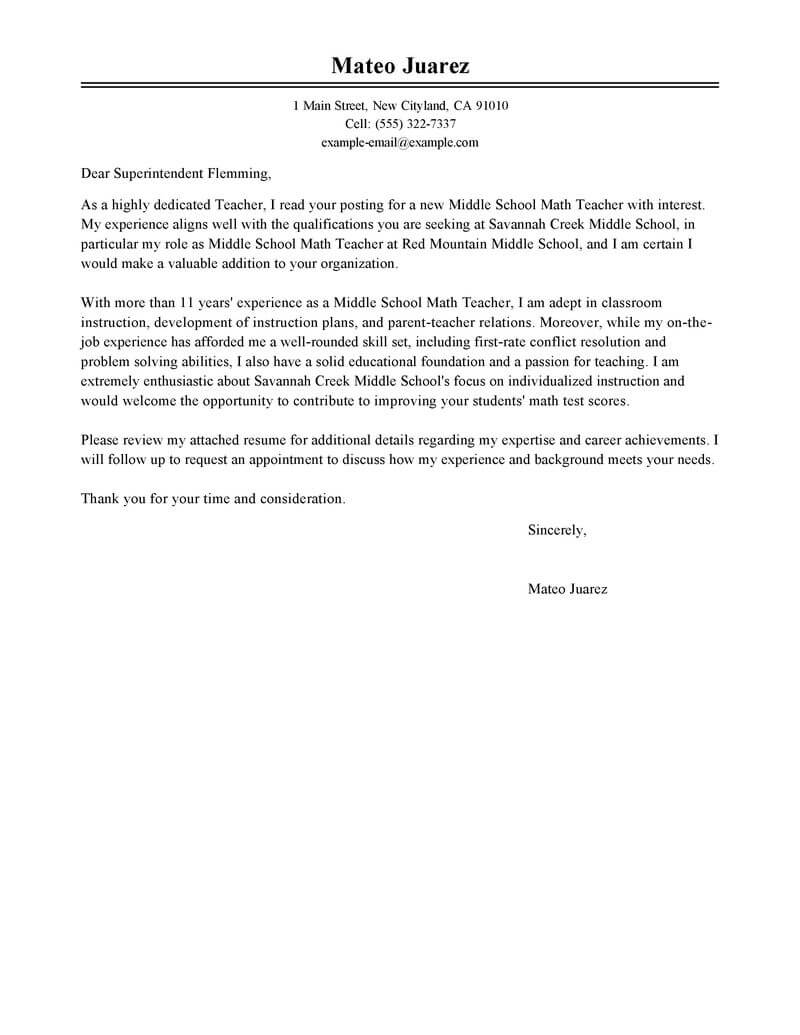 Mateo Juarez
1 Main Street, New Cityland, CA 91010
Cell: (555) 322-7337
example-email@example.com
Dear Superintendent Flemming,
As a highly dedicated Teacher, I read your posting for a new Middle School Math Teacher with interest.
My experience aligns well with the qualifications you are seeking at Savannah Creek Middle School, in
particular my role as Middle School Math Teacher at Red Mountain Middle School, and I am certain I
would make a valuable addition to your organization.
With more than 11 years' experience as a Middle School Math Teacher, I am adept in classroom
instruction, development of instruction plans, and parent-teacher relations. Moreover, while my on-the-
job experience has afforded me a well-rounded skill set, including first-rate conflict resolution and
problem solving abilities, I also have a solid educational foundation and a passion for teaching. I am
extremely enthusiastic about Savannah Creek Middle School's focus on individualized instruction and
would welcome the opportunity to contribute to improving your students' math test scores.
Please review my attached resume for additional details regarding my expertise and career achievements. I
will follow up to request an appointment to discuss how my experience and background meets your needs.
Thank you for your time and consideration.
Sincerely,
Mateo Juarez